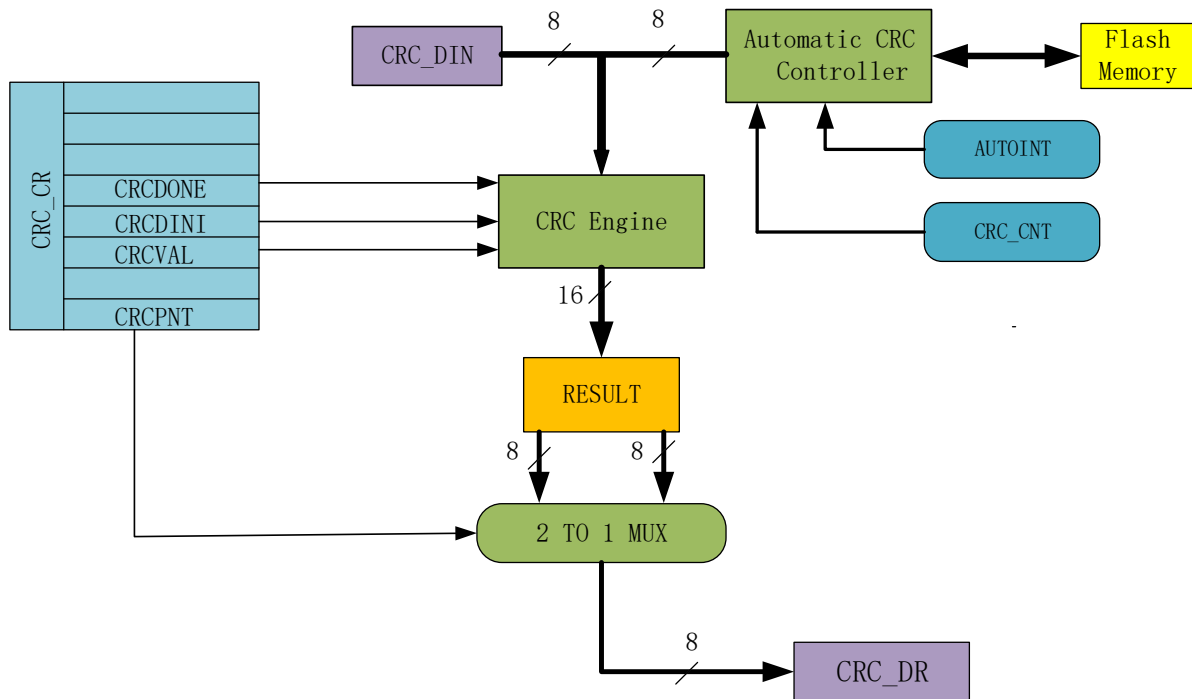 8
8
CRC_DIN
Automatic CRC
Controller
Flash
Memory
CRC_CR
CRCDONE
CRCDINI
CRCVAL
CRCPNT
AUTOINT
CRC_CNT
CRC Engine
16
RESULT
8
8
2 TO 1 MUX
8
CRC_DR
-